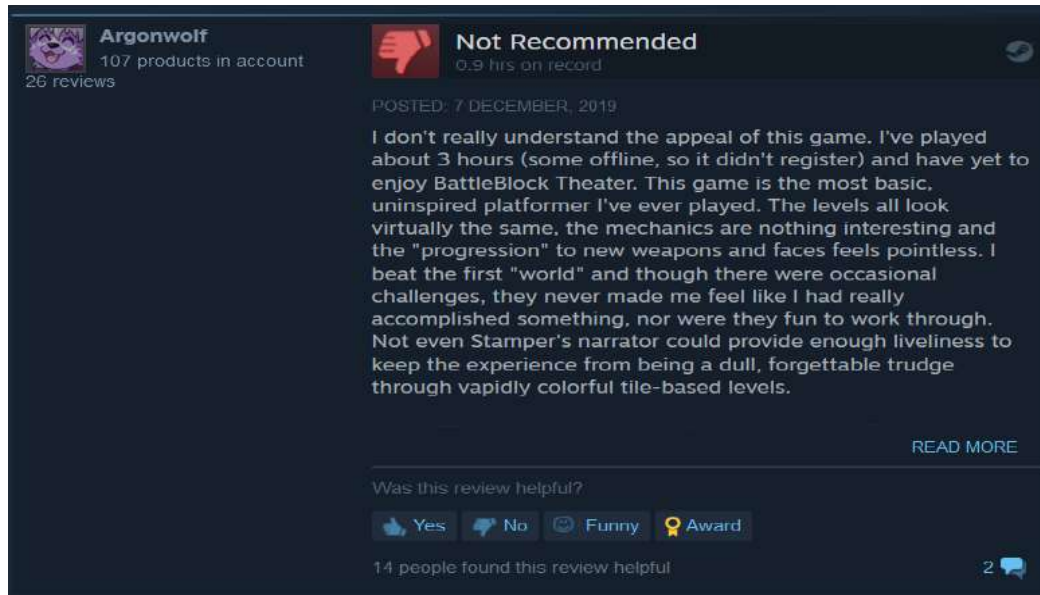 Argonwolf
107 products in account
26 reviews
Not Recommended
0.9 hrs on record
POSTED: 7 DECEMBER, 2019
I don't really understand the appeal of this game. I've played
about 3 hours (some offline, so it didn't register) and have yet to
enjoy BattleBlock Theater. This game is the most basic,
uninspired platformer I've ever played. The levels all look
virtually the same, the mechanics are nothing interesting and
the "progression" to new weapons and faces feels pointless. I
beat the first "world" and though there were occasional
challenges, they never made me feel like I had really
accomplished something, nor were they fun to work through.
Not even Stamper's narrator could provide enough liveliness to
keep the experience from being a dull, forgettable trudge
through vapidly colorful tile-based levels.
READ MORE
Was this review helpful?
Yes No Funny Award
14 people found this review helpful
2